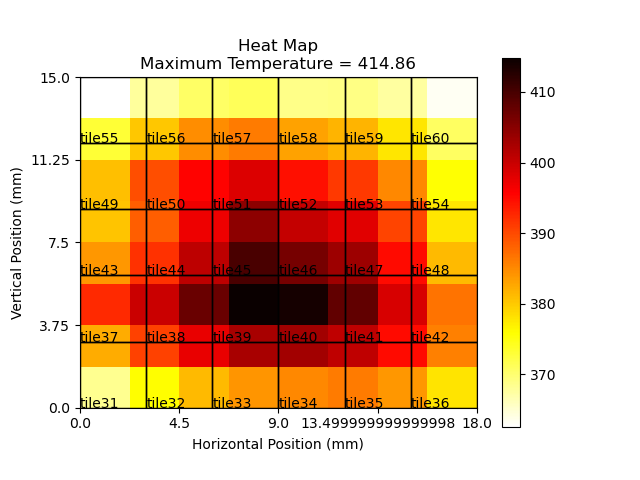 Heat Map
Maximum Temperature = 414.86
15.0
11.25
7.5
3.75
0.0
Vertical Position (mm)
tile55 tile56 tile57 tile58 tile59 tile60
tile49 tile50 tile51 tile52 tile53 tile54
tile43 tile44 tile45 tile46 tile47 tile48
tile37 tile38 tile39 tile40 tile41 tile42
tile31 tile32 tile33 tile34 tile35 tile36
0.0 4.5 9.0 13.499999999999998 18.0
Horizontal Position (mm)
410
400
390
380
370